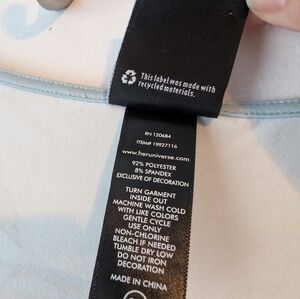 This label was made with
recycled materials.
RN 120684
ITEM# 19927116
www.heruniverse.com
92% POLYESTER
8% SPANDEX
EXCLUSIVE OF DECORATION
TURN GARMENT
INSIDE OUT
MACHINE WASH COLD
WITH LIKE COLORS
GENTLE CYCLE
USE ONLY
NON-CHLORINE
BLEACH IF NEEDED
TUMBLE DRY LOW
DO NOT IRON
DECORATION
MADE IN CHINA